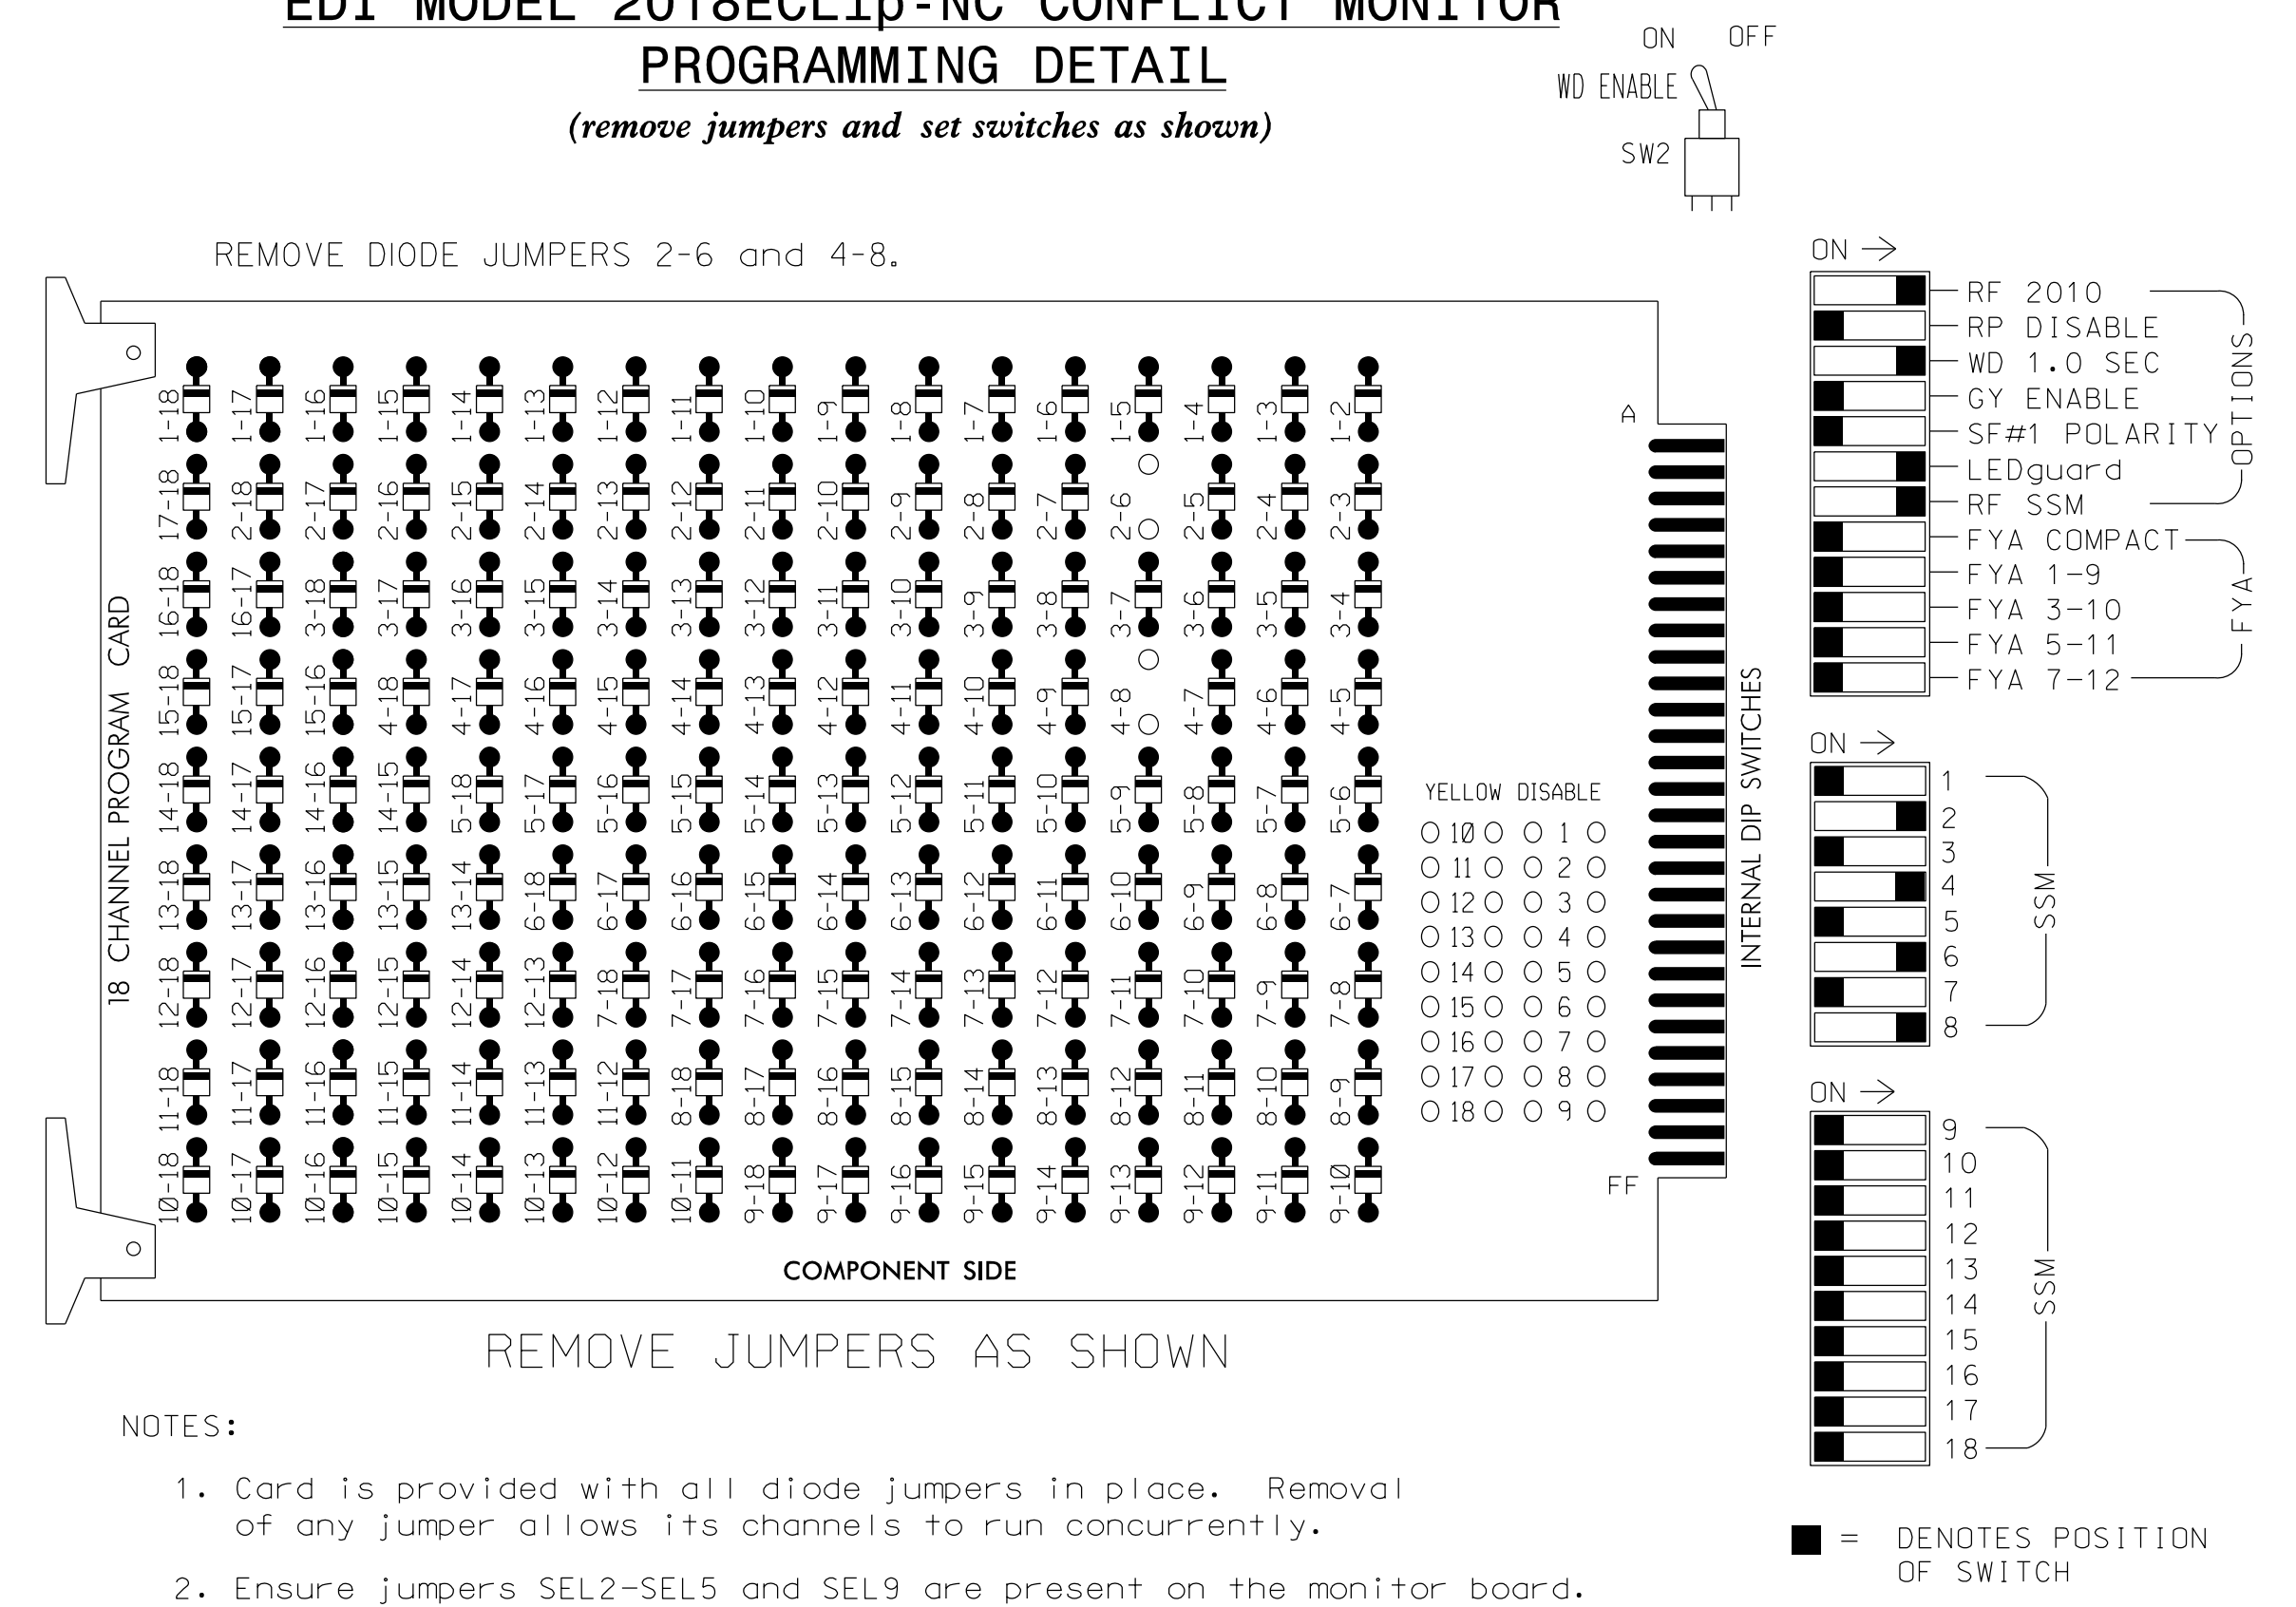 EDI MODEL 2018ECLip-NC CONFLICT MONITOR
PROGRAMMING DETAIL
(remove jumpers and set switches as shown)
ON OFF
WD ENABLE
SW2
REMOVE DIODE JUMPERS 2-6 and 4-8.
18 CHANNEL PROGRAM CARD
1-18 1-17 1-16 1-15 1-14 1-13 1-12 1-11 1-10 1-9 1-8 1-7 1-6 1-5 1-4 1-3 1-2
17-18 2-18 2-17 2-16 2-15 2-14 2-13 2-12 2-11 2-10 2-9 2-8 2-7 2-6 2-5 2-4 2-3
16-18 16-17 3-18 3-17 3-16 3-15 3-14 3-13 3-12 3-11 3-10 3-9 3-8 3-7 3-6 3-5 3-4
15-18 15-17 15-16 4-18 4-17 4-16 4-15 4-14 4-13 4-12 4-11 4-10 4-9 4-8 4-7 4-6 4-5
14-18 14-17 14-16 14-15 5-18 5-17 5-16 5-15 5-14 5-13 5-12 5-11 5-10 5-9 5-8 5-7 5-6
13-18 13-17 13-16 13-15 13-14 6-18 6-17 6-16 6-15 6-14 6-13 6-12 6-11 6-10 6-9 6-8 6-7
12-18 12-17 12-16 12-15 12-14 12-13 7-18 7-17 7-16 7-15 7-14 7-13 7-12 7-11 7-10 7-9 7-8
11-18 11-17 11-16 11-15 11-14 11-13 11-12 8-18 8-17 8-16 8-15 8-14 8-13 8-12 8-11 8-10 8-9
10-18 10-17 10-16 10-15 10-14 10-13 10-12 10-11 9-18 9-17 9-16 9-15 9-14 9-13 9-12 9-11 9-10
A
YELLOW DISABLE
10 1
11 2
12 3
13 4
14 5
15 6
16 7
17 8
18 9
FF
COMPONENT SIDE
INTERNAL DIP SWITCHES
ON →
RF 2010
RP DISABLE
WD 1.0 SEC
GY ENABLE
SF#1 POLARITY
LEDguard
RF SSM
OPTIONS
FYA COMPACT
FYA 1-9
FYA 3-10
FYA 5-11
FYA 7-12
FYA
ON →
1
2
3
4
5
6
7
8
SSM
ON →
9
10
11
12
13
14
15
16
17
18
SSM
REMOVE JUMPERS AS SHOWN
NOTES:
1. Card is provided with all diode jumpers in place. Removal
of any jumper allows its channels to run concurrently.
2. Ensure jumpers SEL2-SEL5 and SEL9 are present on the monitor board.
= DENOTES POSITION
OF SWITCH